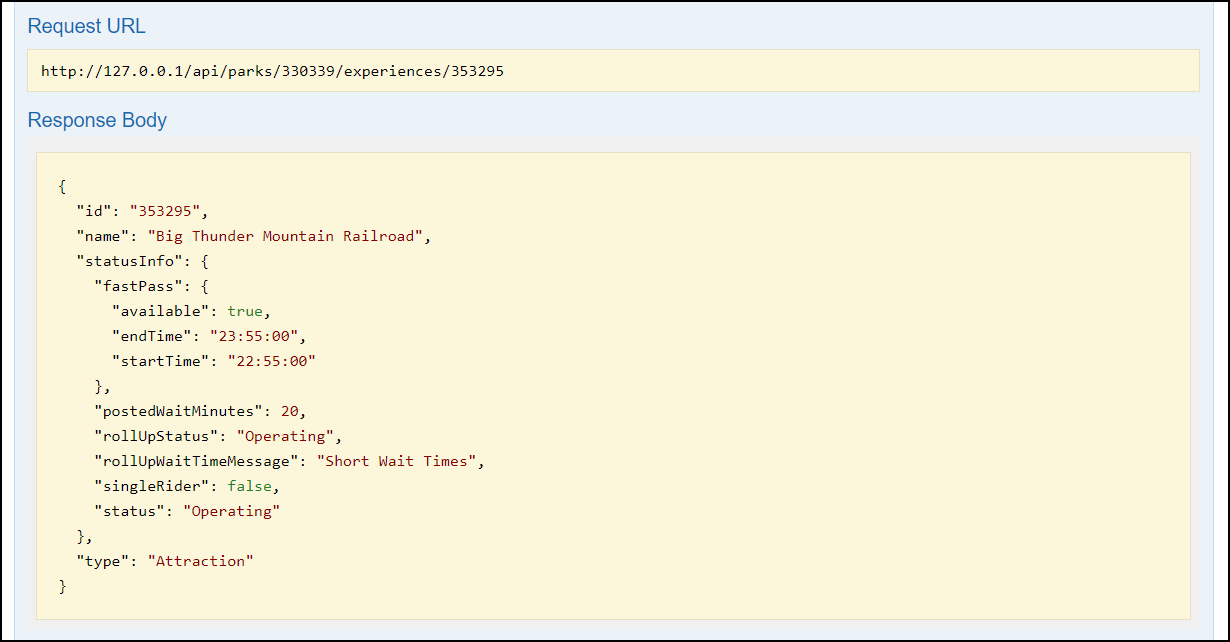 Request URL
http://127.0.0.1/api/parks/330339/experiences/353295
Response Body
{
  "id": "353295",
  "name": "Big Thunder Mountain Railroad",
  "statusInfo": {
    "fastPass": {
      "available": true,
      "endTime": "23:55:00",
      "startTime": "22:55:00"
    },
    "postedWaitMinutes": 20,
    "rollUpStatus": "Operating",
    "rollUpWaitTimeMessage": "Short Wait Times",
    "singleRider": false,
    "status": "Operating"
  },
  "type": "Attraction"
}